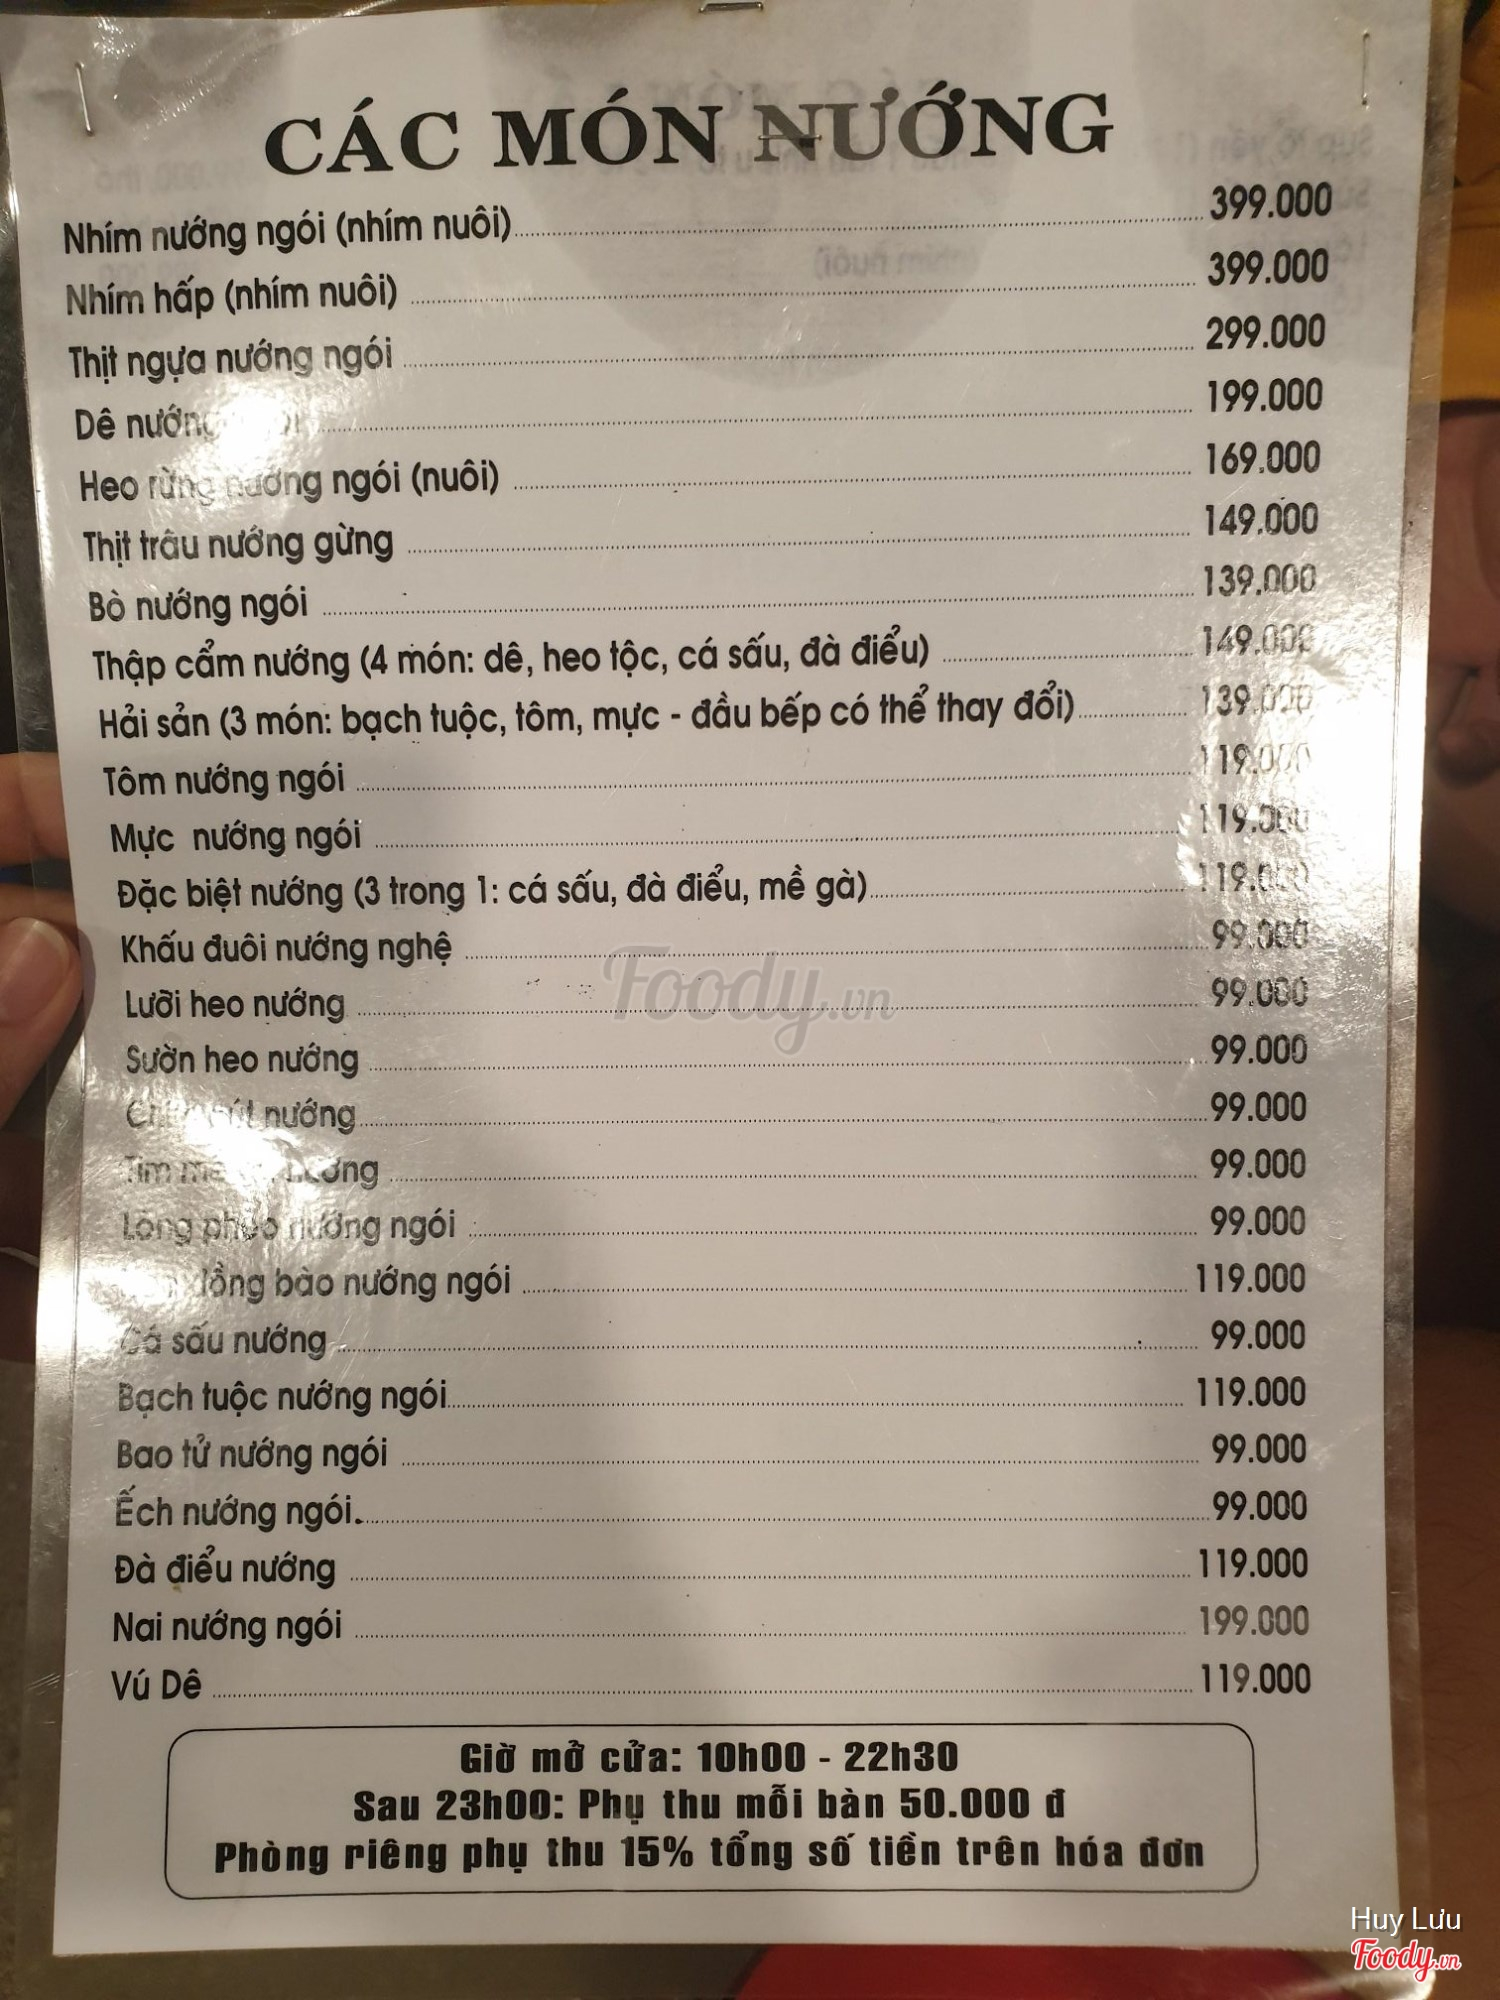 CÁC MÓN NƯỚNG
Nhím nướng ngói (nhím nuôi) 399.000
Nhím hấp (nhím nuôi) 399.000
Thịt ngựa nướng ngói 299.000
Dê nướng 199.000
Heo rừng nướng ngói (nuôi) 169.000
Thịt trâu nướng gừng 149.000
Bò nướng ngói 139.000
Thập cẩm nướng (4 món: dê, heo tộc, cá sấu, đà điểu) 149.000
Hải sản (3 món: bạch tuộc, tôm, mực - đầu bếp có thể thay đổi) 139.000
Tôm nướng ngói 119.000
Mực nướng ngói 119.000
Đặc biệt nướng (3 trong 1: cá sấu, đà điểu, mề gà) 119.000
Khấu đuôi nướng nghệ 99.000
Lưỡi heo nướng 99.000
Sườn heo nướng 99.000
nướng 99.000
Tim nướng 99.000
Lòng phèo nướng ngói 99.000
bào nướng ngói 119.000
Cá sấu nướng 99.000
Bạch tuộc nướng ngói 119.000
Bao tử nướng ngói 99.000
Ếch nướng ngói 99.000
Đà điểu nướng 119.000
Nai nướng ngói 199.000
Vú Dê 119.000
Giờ mở cửa: 10h00 - 22h30
Sau 23h00: Phụ thu mỗi bàn 50.000 đ
Phòng riêng phụ thu 15% tổng số tiền trên hóa đơn
Foody.vn
Huy Lưu
Foody.vn